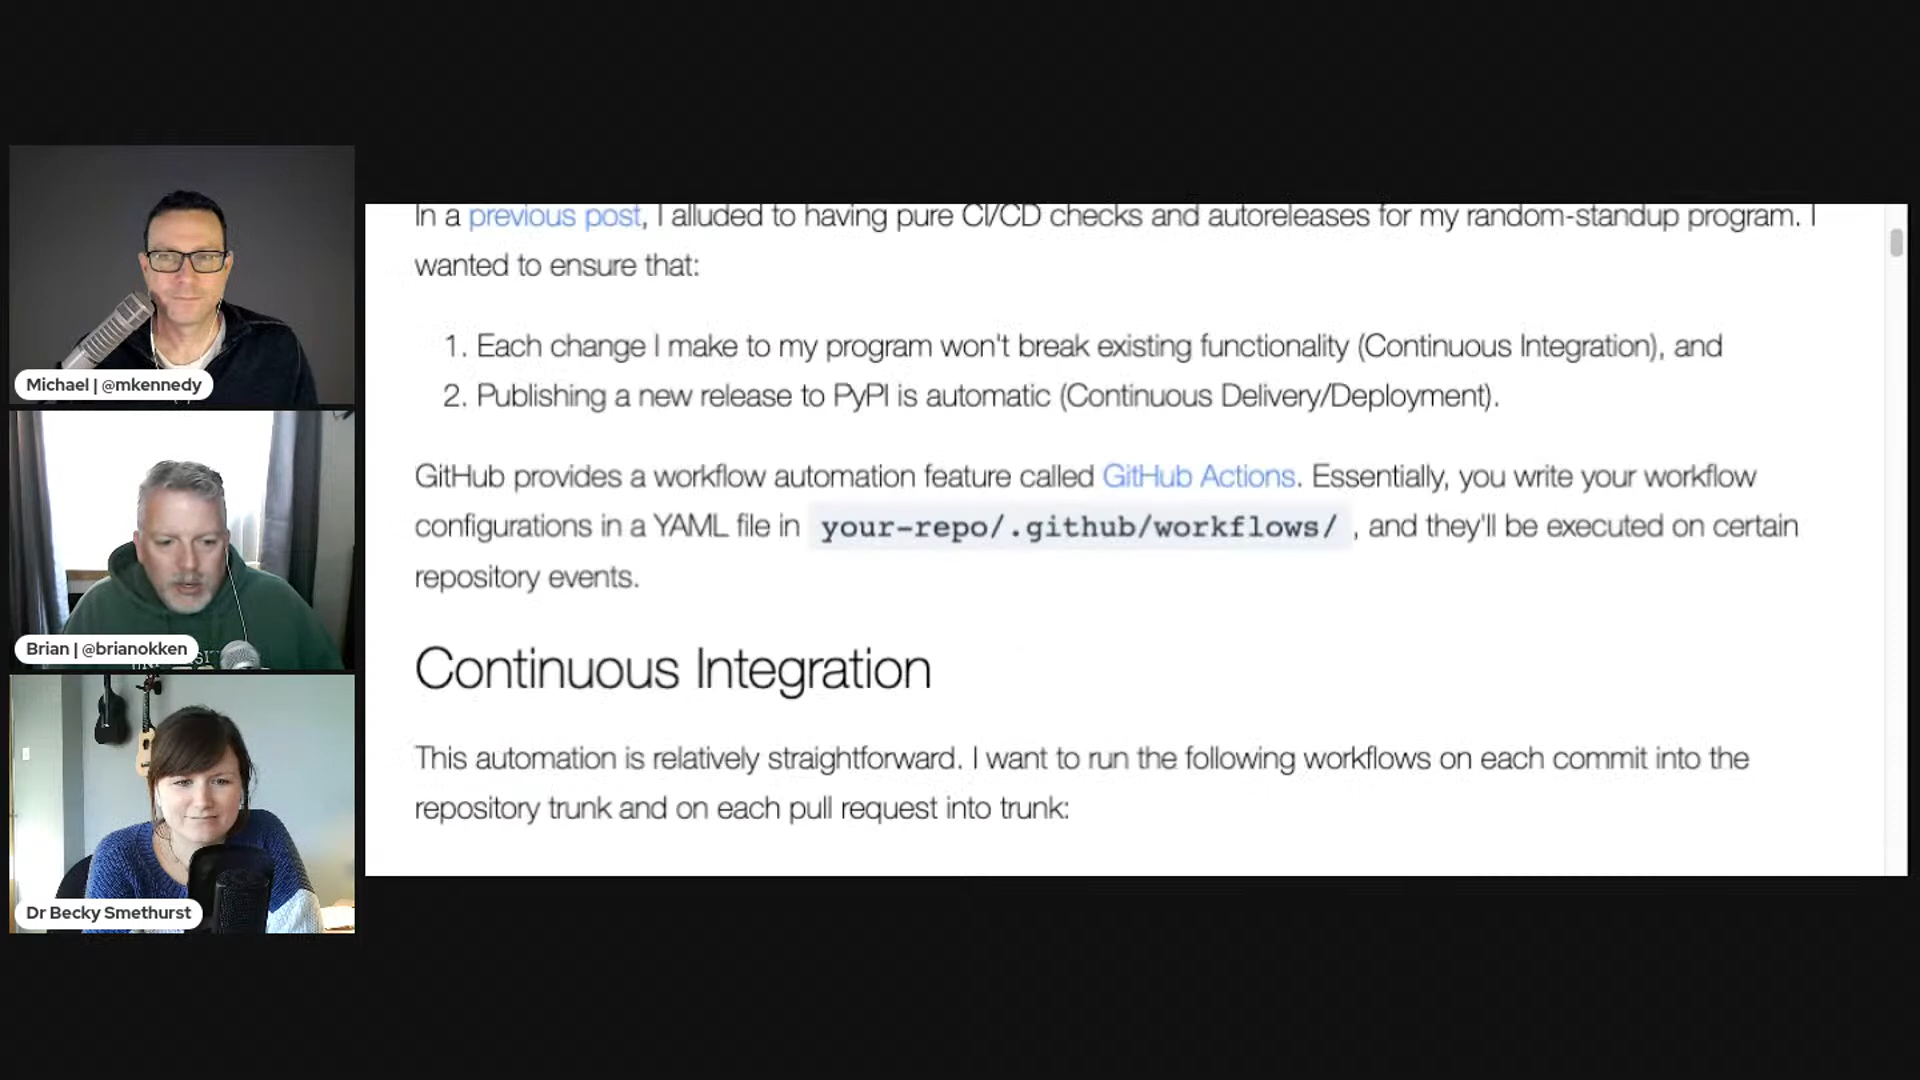 Michael | @mkennedy
Brian | @brianokken
Dr Becky Smethurst
In a previous post, I alluded to having pure CI/CD checks and autoreleases for my random-standup program. I
wanted to ensure that:
1. Each change I make to my program won't break existing functionality (Continuous Integration), and
2. Publishing a new release to PyPI is automatic (Continuous Delivery/Deployment).
GitHub provides a workflow automation feature called GitHub Actions. Essentially, you write your workflow
configurations in a YAML file in your-repo/.github/workflows/ , and they'll be executed on certain
repository events.
Continuous Integration
This automation is relatively straightforward. I want to run the following workflows on each commit into the
repository trunk and on each pull request into trunk: